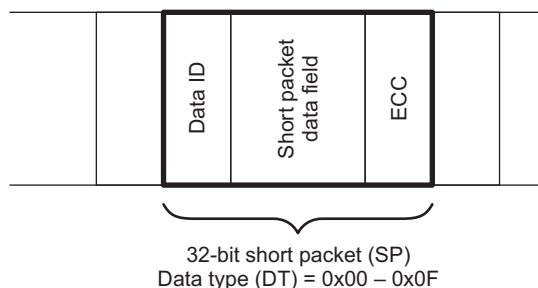 Data ID
Short packet
data field
ECC
32-bit short packet (SP)
Data type (DT) = 0x00 – 0x0F